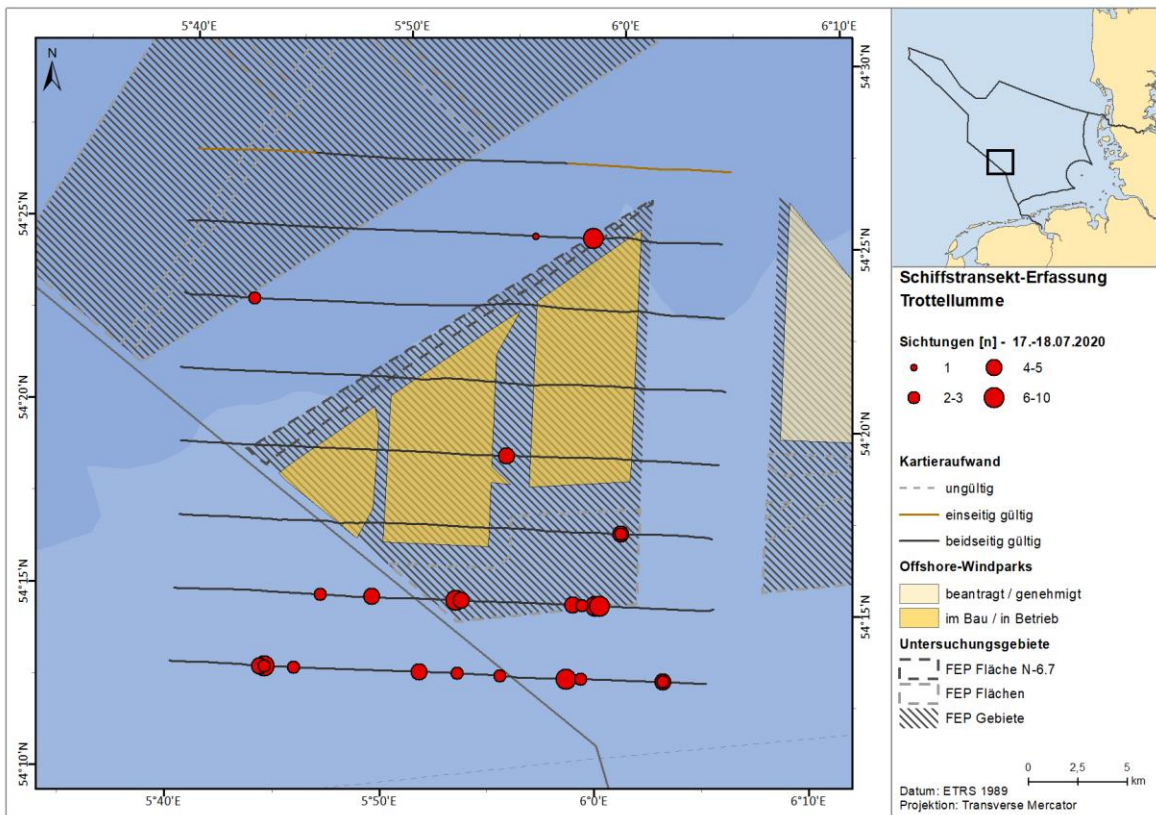 5°40'E 5°50'E 6°0'E 6°10'E
N
54°30'N
54°25'N
54°25'N
54°20'N
54°20'N
54°15'N
54°15'N
54°10'N
5°40'E 5°50'E 6°0'E 6°10'E
Schiffstransekt-Erfassung
Trottellumme
Sichtungen [n] - 17.-18.07.2020
1 4-5
2-3 6-10
Kartieraufwand
ungültig
einseitig gültig
beidseitig gültig
Offshore-Windparks
beantragt / genehmigt
im Bau / in Betrieb
Untersuchungsgebiete
FEP Fläche N-6.7
FEP Flächen
FEP Gebiete
0 2,5 5
km
Datum: ETRS 1989
Projektion: Transverse Mercator